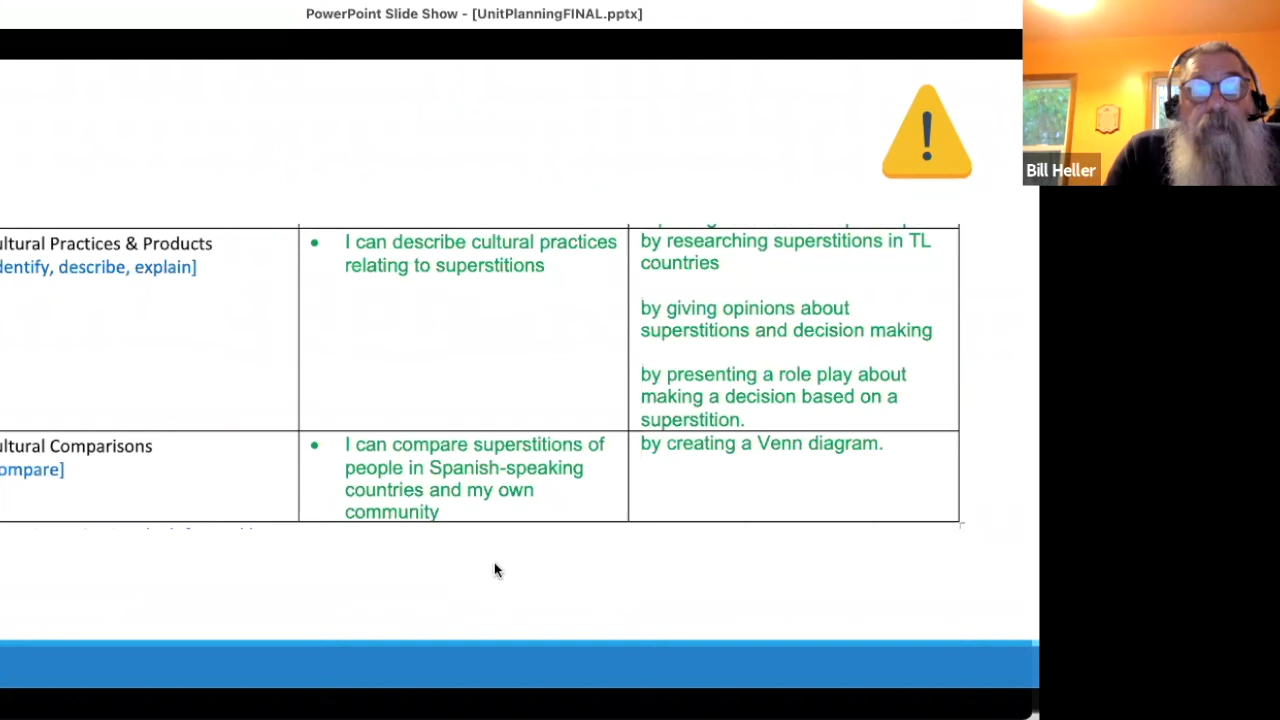 PowerPoint Slide Show - [UnitPlanningFINAL.pptx]
Bill Heller
ultural Practices & Products
dentify, describe, explain]
• I can describe cultural practices
relating to superstitions
by researching superstitions in TL
countries
by giving opinions about
superstitions and decision making
by presenting a role play about
making a decision based on a
superstition.
ultural Comparisons
ompare]
• I can compare superstitions of
people in Spanish-speaking
countries and my own
community
by creating a Venn diagram.